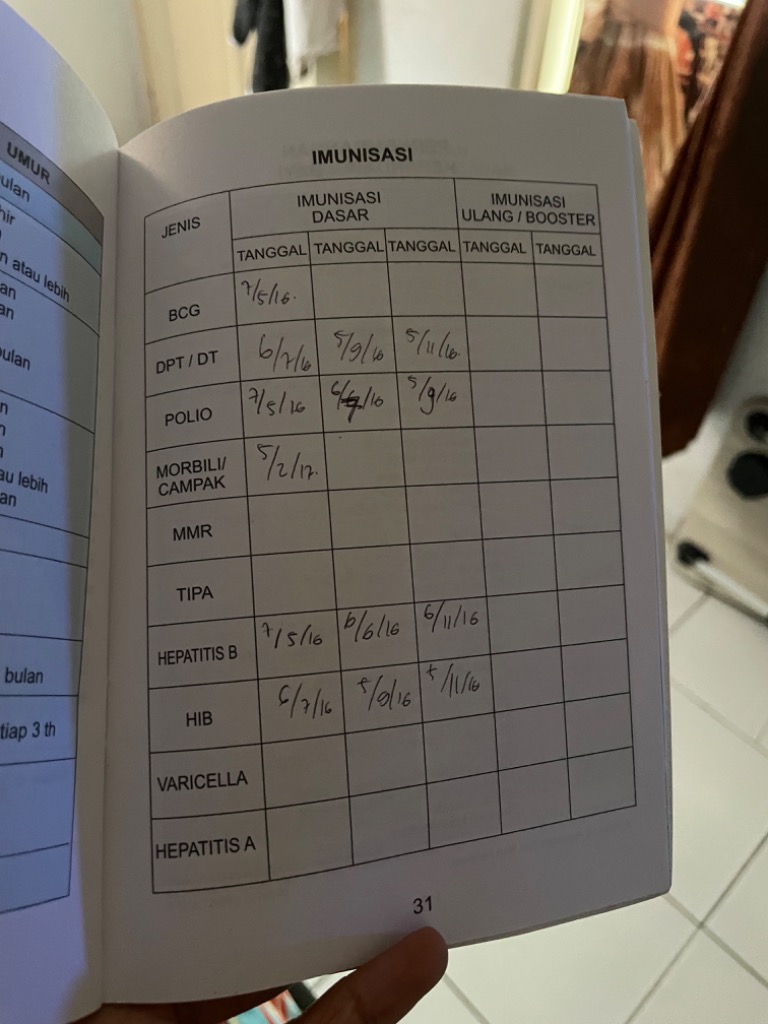 UMUR
ulan
hir
n atau lebih
an
an
bulan
n
n
au lebih
an
bulan
tiap 3 th
IMUNISASI
JENIS IMUNISASI DASAR IMUNISASI ULANG / BOOSTER
TANGGAL TANGGAL TANGGAL TANGGAL TANGGAL
BCG 7/5/16.
DPT / DT 6/7/16 5/9/16 5/11/16.
POLIO 7/5/16 5/9/16
MORBILI/ CAMPAK 5/2/17.
MMR
TIPA
HEPATITIS B 7/5/16 6/6/16 6/11/16
HIB 6/7/16 5/9/16 5/11/16
VARICELLA
HEPATITIS A
31